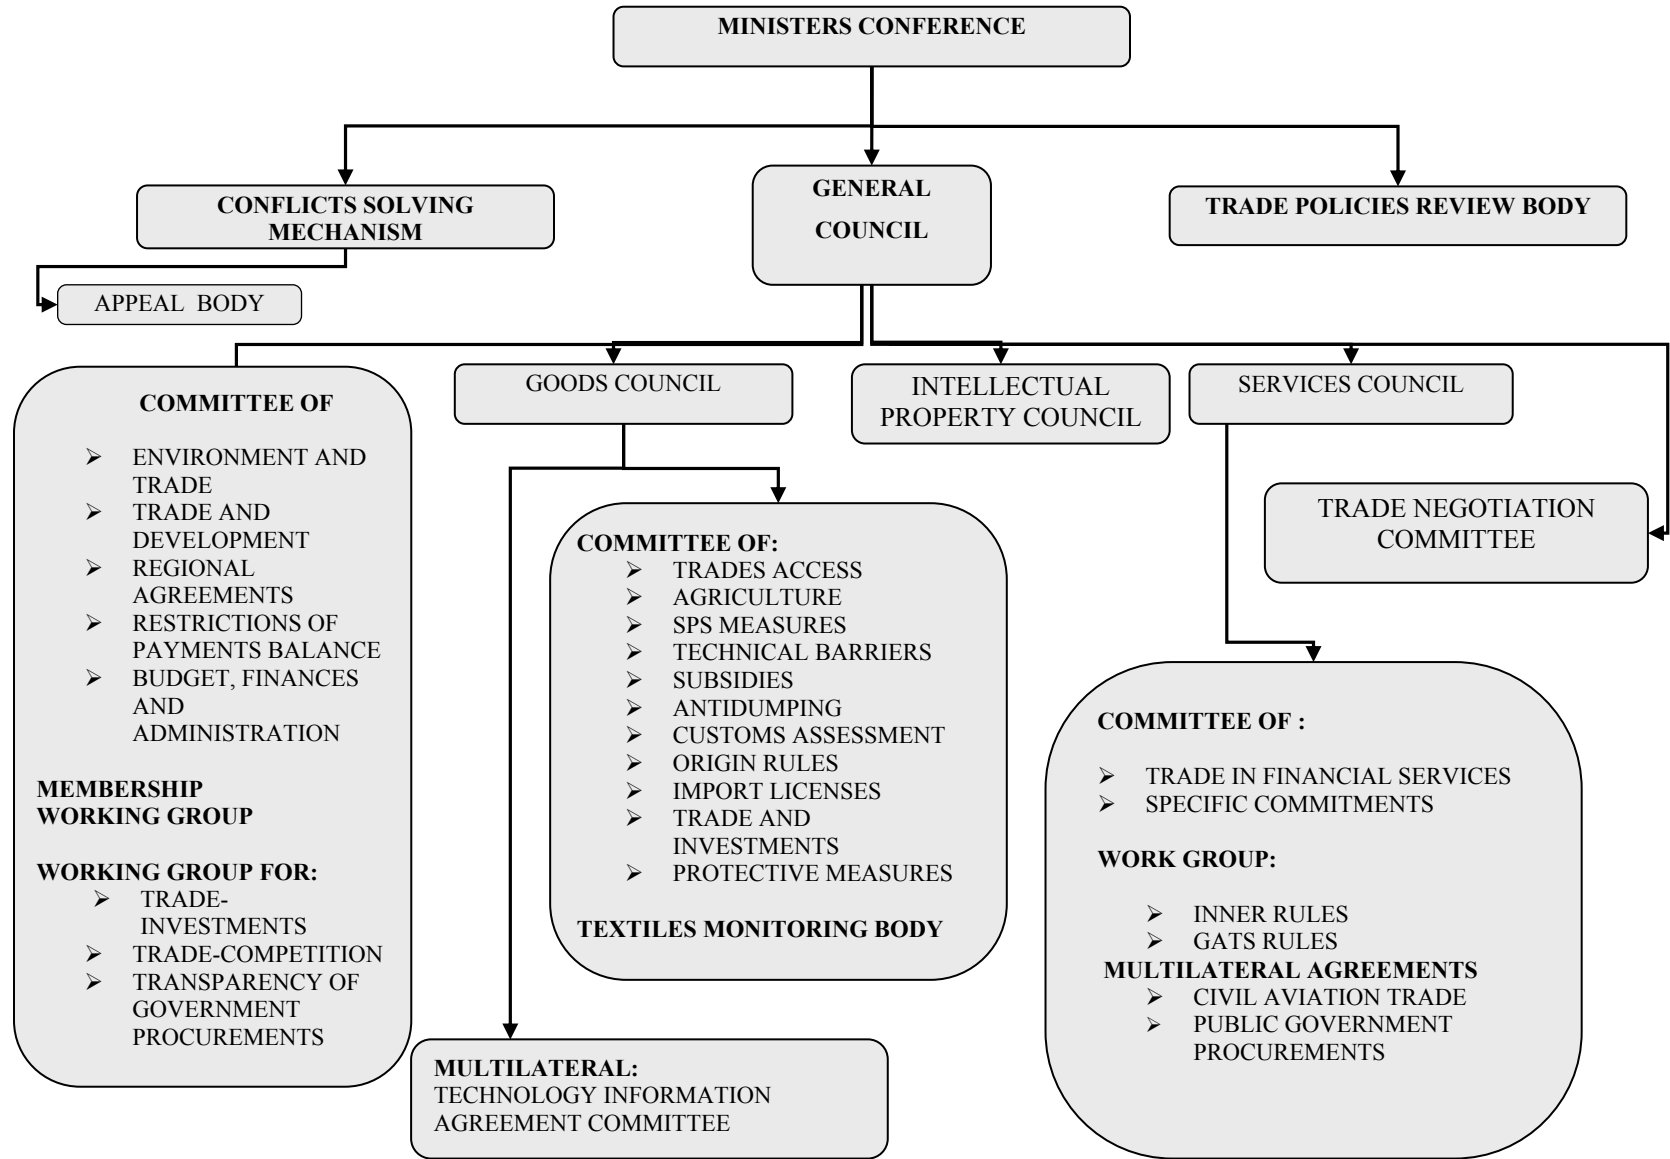 MINISTERS CONFERENCE
CONFLICTS SOLVING
MECHANISM
GENERAL
COUNCIL
TRADE POLICIES REVIEW BODY
APPEAL BODY
COMMITTEE OF
➢ ENVIRONMENT AND
TRADE
➢ TRADE AND
DEVELOPMENT
➢ REGIONAL
AGREEMENTS
➢ RESTRICTIONS OF
PAYMENTS BALANCE
➢ BUDGET, FINANCES
AND
ADMINISTRATION
MEMBERSHIP
WORKING GROUP
WORKING GROUP FOR:
➢ TRADE-
INVESTMENTS
➢ TRADE-COMPETITION
➢ TRANSPARENCY OF
GOVERNMENT
PROCUREMENTS
GOODS COUNCIL
INTELLECTUAL
PROPERTY COUNCIL
SERVICES COUNCIL
TRADE NEGOTIATION
COMMITTEE
COMMITTEE OF:
➢ TRADES ACCESS
➢ AGRICULTURE
➢ SPS MEASURES
➢ TECHNICAL BARRIERS
➢ SUBSIDIES
➢ ANTIDUMPING
➢ CUSTOMS ASSESSMENT
➢ ORIGIN RULES
➢ IMPORT LICENSES
➢ TRADE AND
INVESTMENTS
➢ PROTECTIVE MEASURES
TEXTILES MONITORING BODY
MULTILATERAL:
TECHNOLOGY INFORMATION
AGREEMENT COMMITTEE
COMMITTEE OF :
➢ TRADE IN FINANCIAL SERVICES
➢ SPECIFIC COMMITMENTS
WORK GROUP:
➢ INNER RULES
➢ GATS RULES
MULTILATERAL AGREEMENTS
➢ CIVIL AVIATION TRADE
➢ PUBLIC GOVERNMENT
PROCUREMENTS